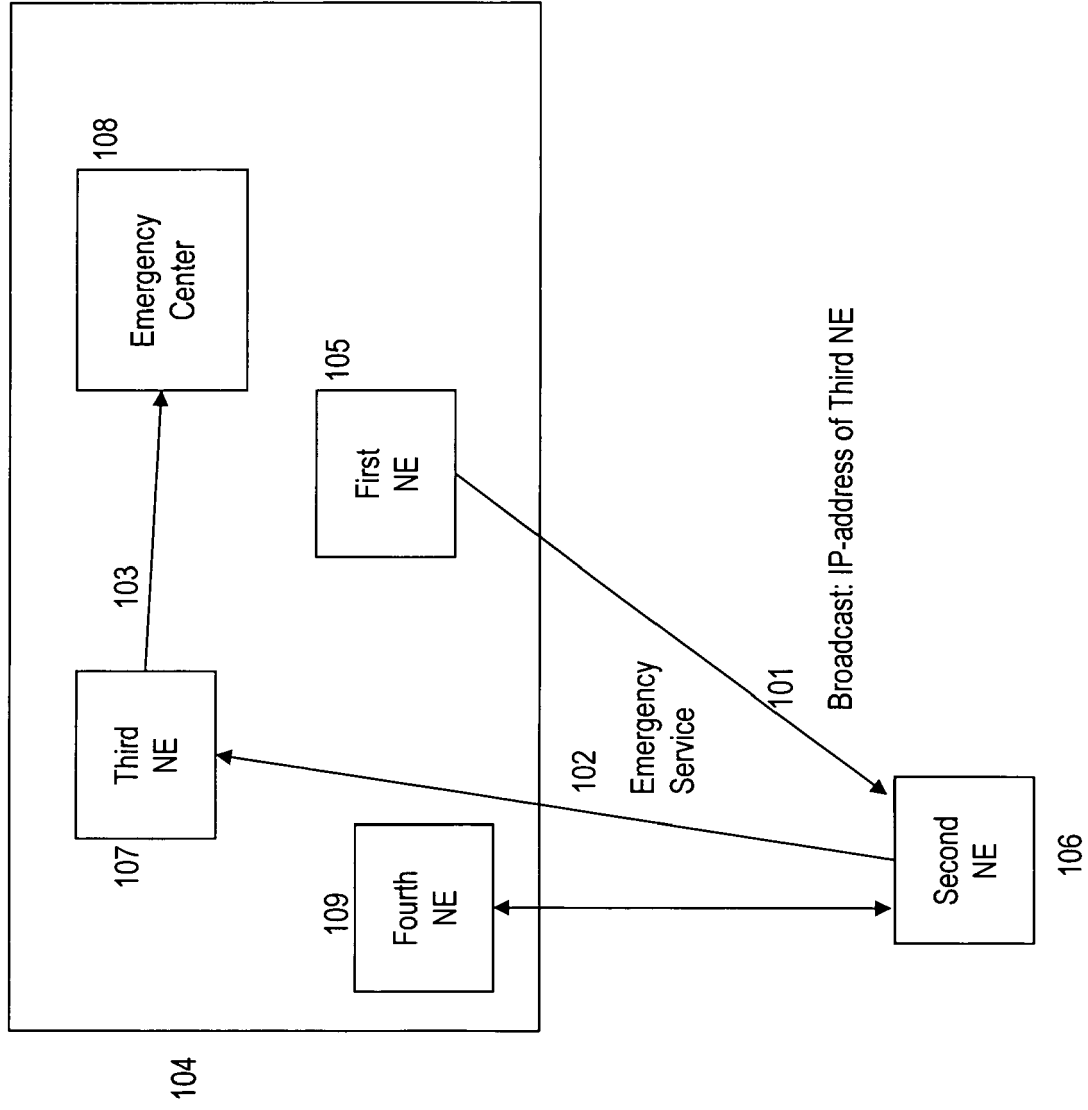 104
107
Third
NE
103
108
Emergency
Center
109
Fourth
NE
105
First
NE
102
Emergency
Service
101
Broadcast: IP-address of Third NE
Second
NE
106